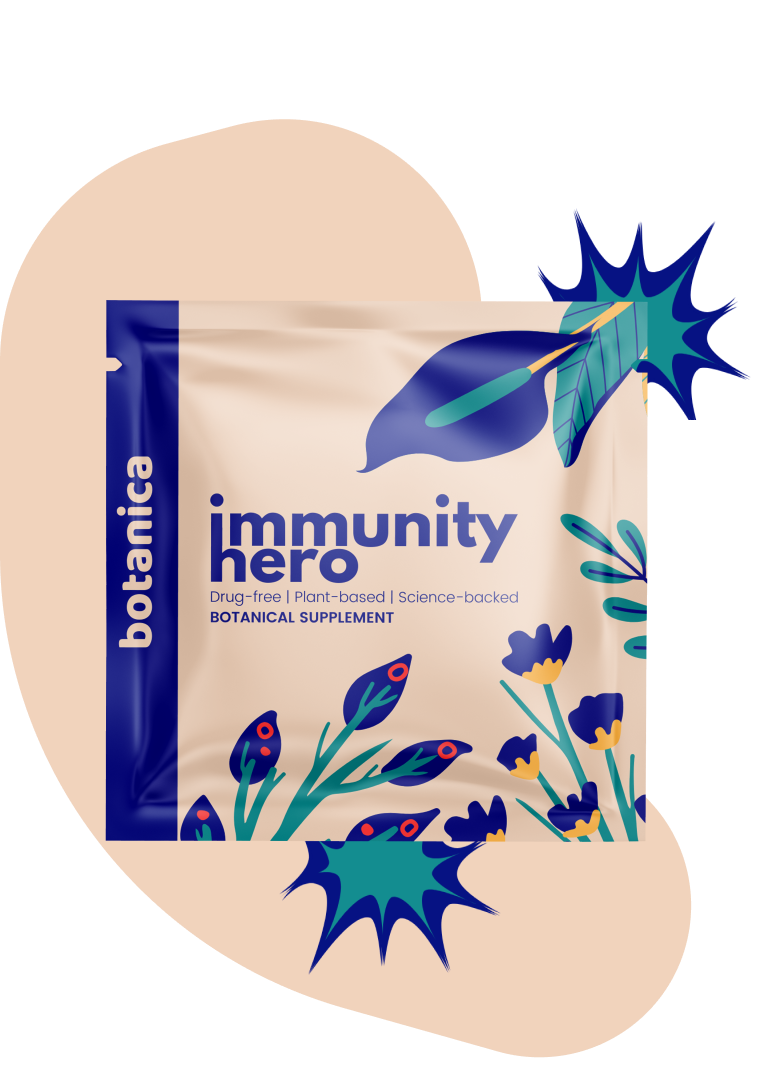 botanica
immunity
hero
Drug-free | Plant-based | Science-backed
BOTANICAL SUPPLEMENT